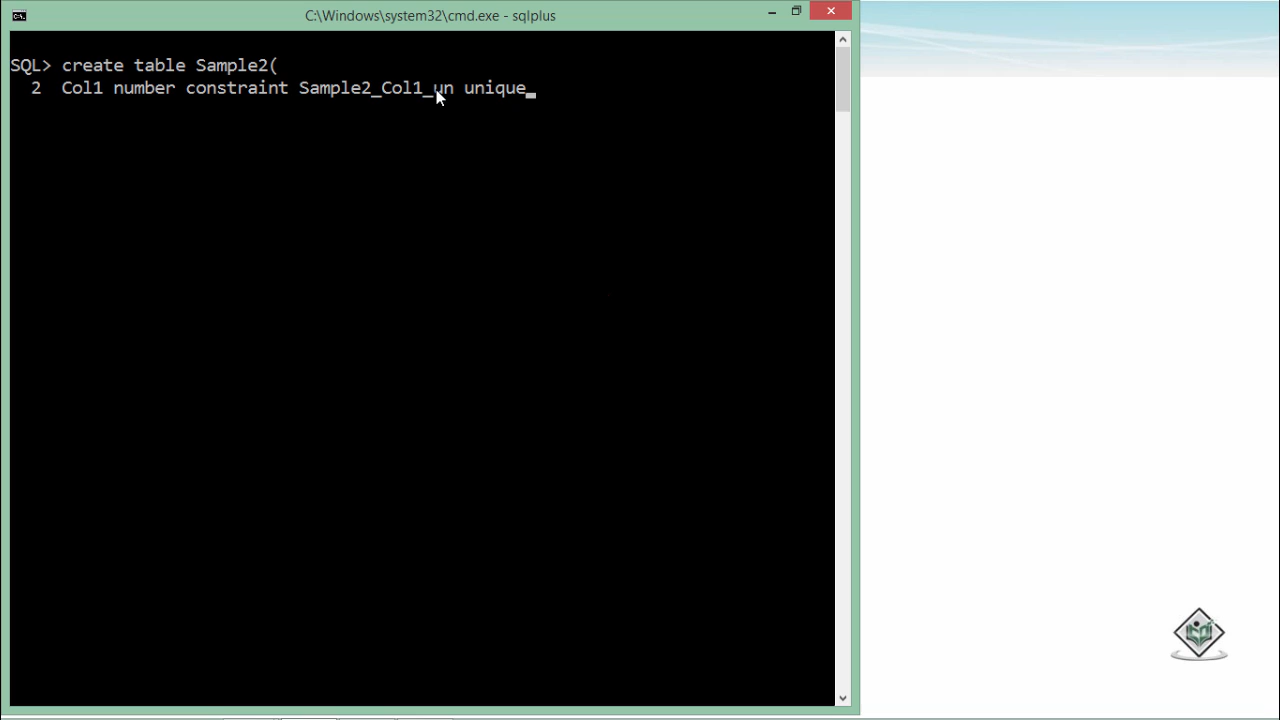 C:\Windows\system32\cmd.exe - sqlplus
SQL> create table Sample2(
2 Col1 number constraint Sample2_Col1_un unique